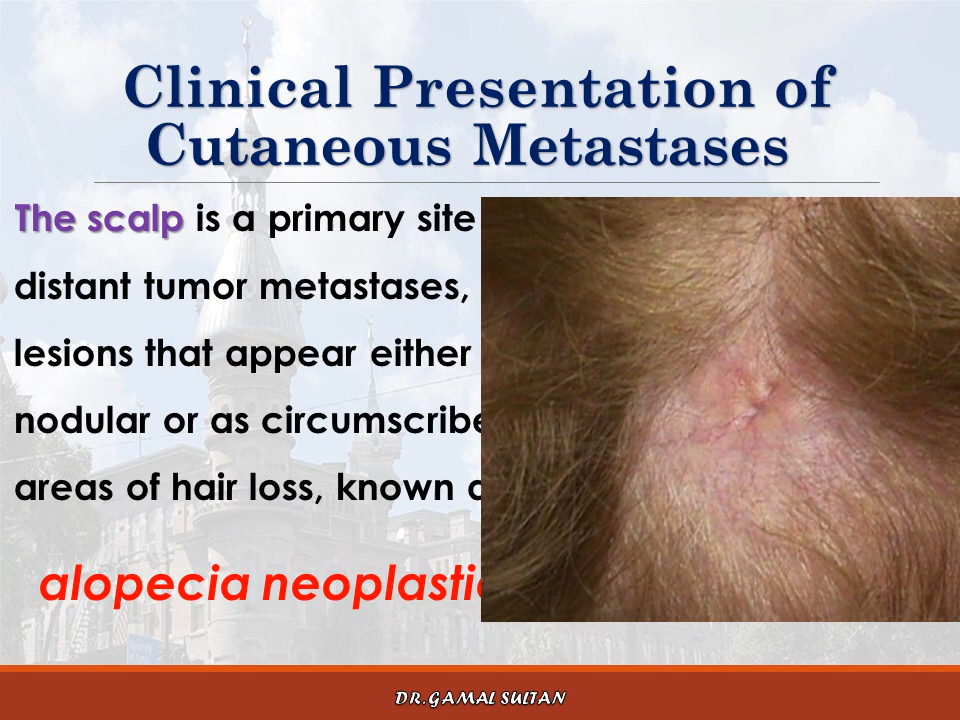 Clinical Presentation of
Cutaneous Metastases
The scalp is a primary site
distant tumor metastases,
lesions that appear either
nodular or as circumscribe
areas of hair loss, known
alopecia neoplastic
DR.GAMAL SULTAN